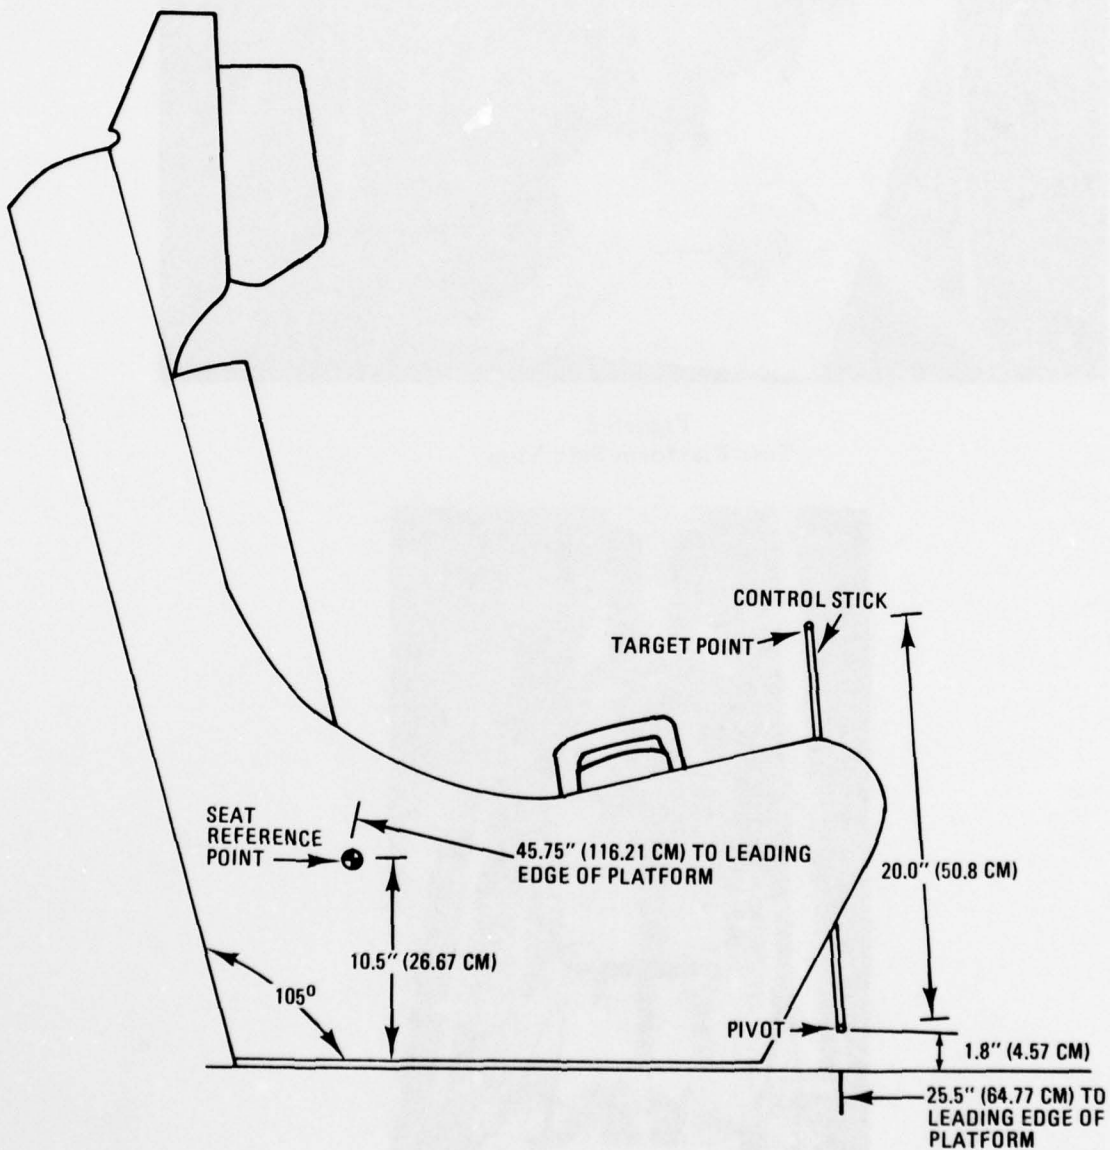 CONTROL STICK
TARGET POINT
SEAT
REFERENCE
POINT
45.75" (116.21 CM) TO LEADING
EDGE OF PLATFORM
20.0" (50.8 CM)
10.5" (26.67 CM)
105⁰
PIVOT
1.8" (4.57 CM)
25.5" (64.77 CM) TO
LEADING EDGE OF
PLATFORM